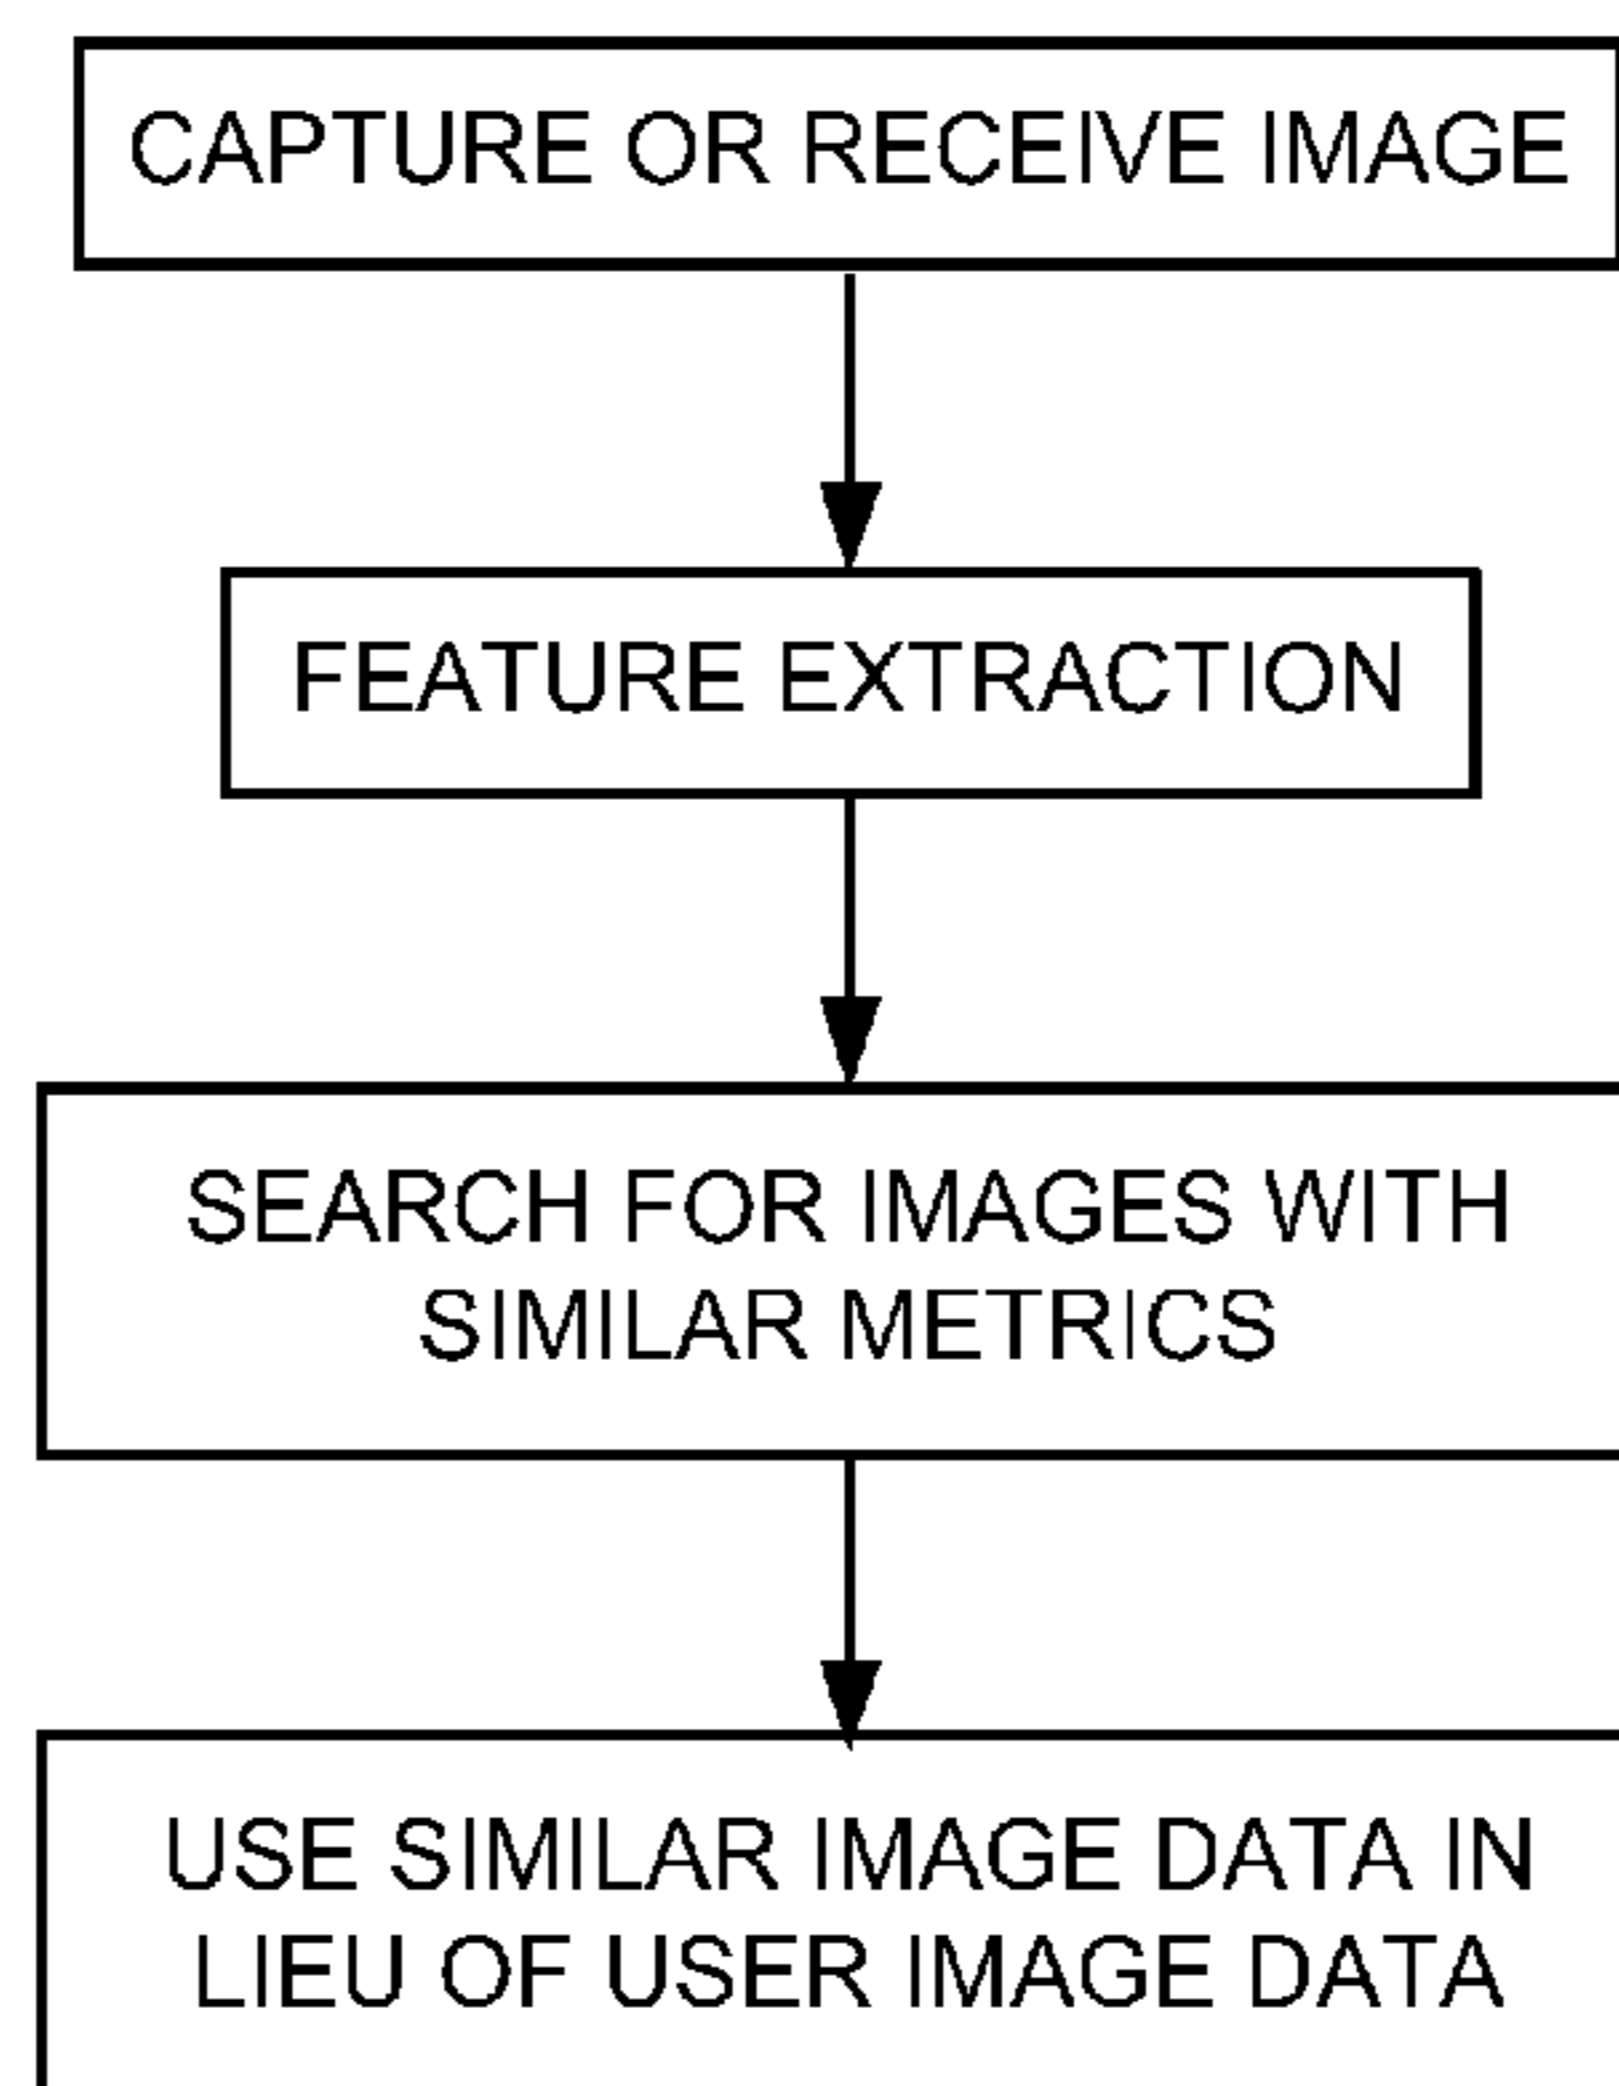 CAPTURE OR RECEIVE IMAGE
FEATURE EXTRACTION
SEARCH FOR IMAGES WITH
SIMILAR METRICS
USE SIMILAR IMAGE DATA IN
LIEU OF USER IMAGE DATA